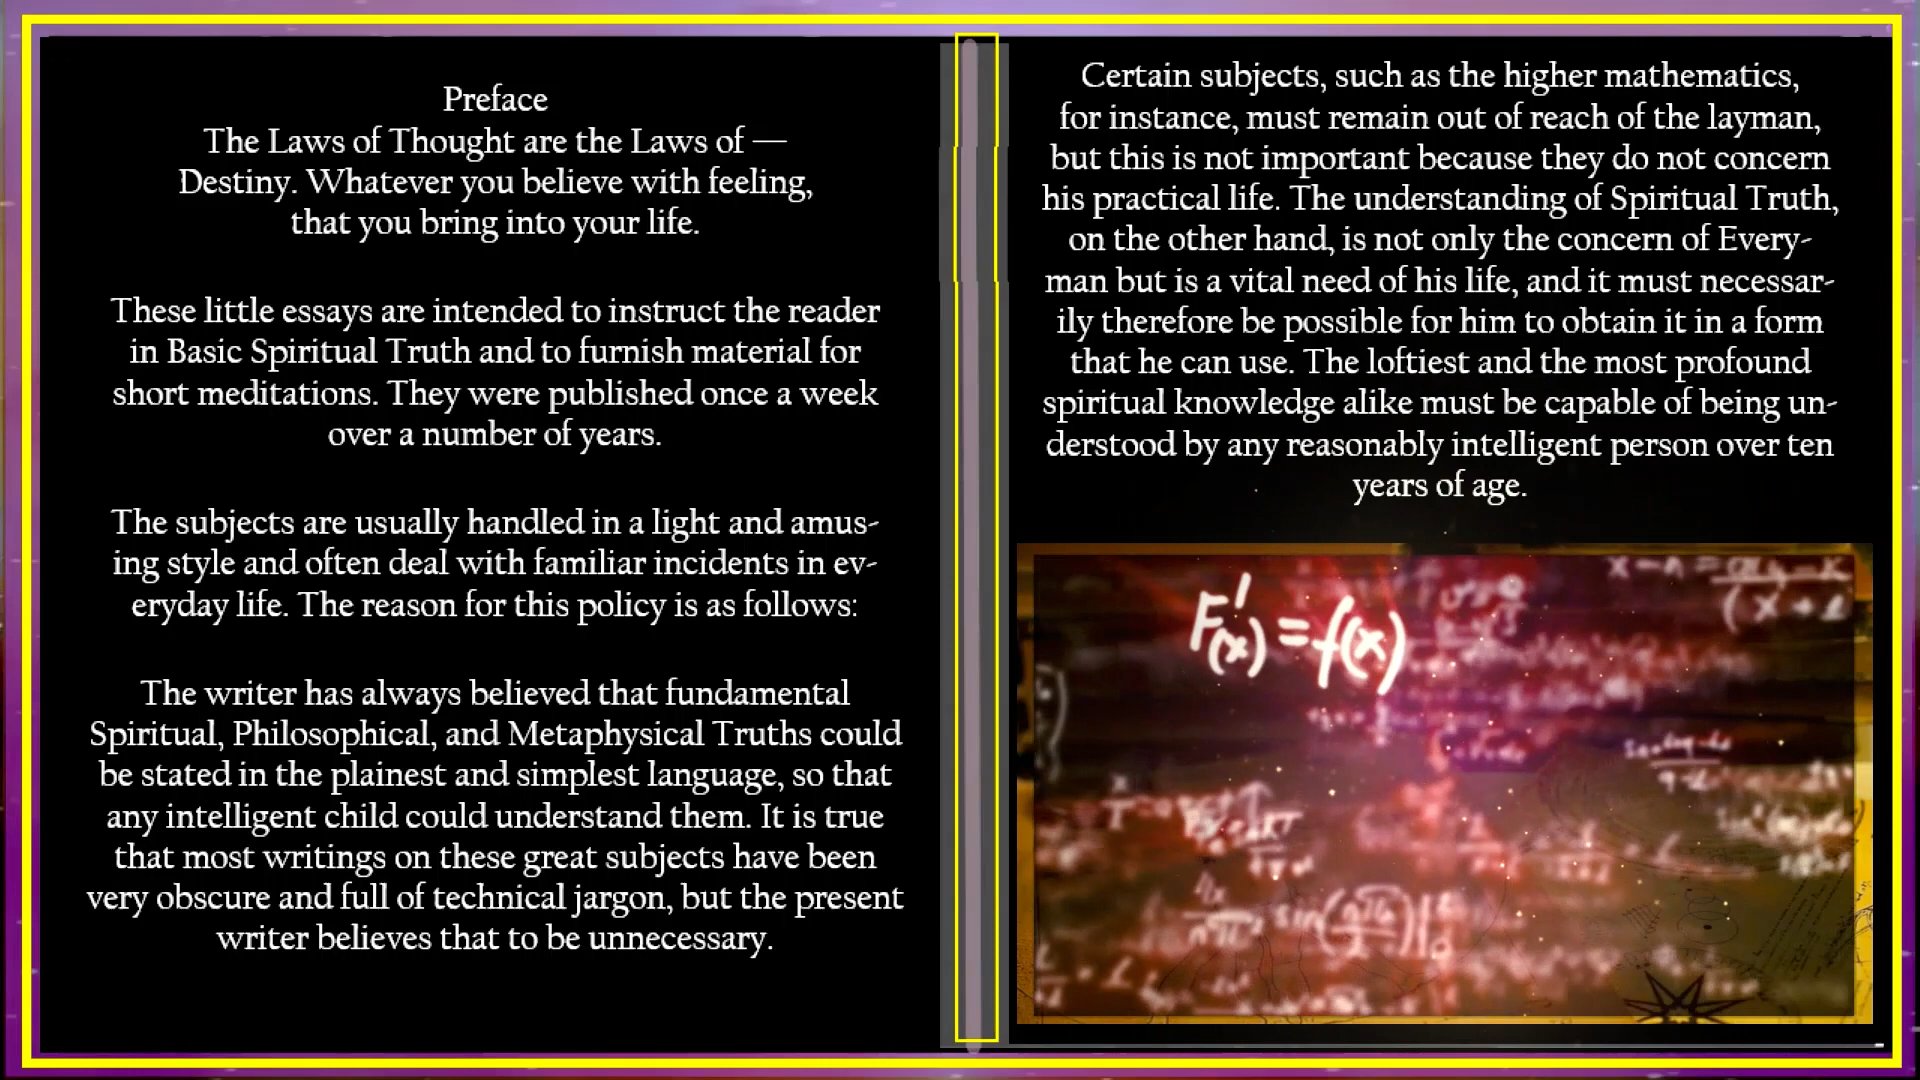 Preface
The Laws of Thought are the Laws of —
Destiny. Whatever you believe with feeling,
that you bring into your life.
These little essays are intended to instruct the reader
in Basic Spiritual Truth and to furnish material for
short meditations. They were published once a week
over a number of years.
The subjects are usually handled in a light and amus-
ing style and often deal with familiar incidents in ev-
eryday life. The reason for this policy is as follows:
The writer has always believed that fundamental
Spiritual, Philosophical, and Metaphysical Truths could
be stated in the plainest and simplest language, so that
any intelligent child could understand them. It is true
that most writings on these great subjects have been
very obscure and full of technical jargon, but the present
writer believes that to be unnecessary.
Certain subjects, such as the higher mathematics,
for instance, must remain out of reach of the layman,
but this is not important because they do not concern
his practical life. The understanding of Spiritual Truth,
on the other hand, is not only the concern of Every-
man but is a vital need of his life, and it must necessar-
ily therefore be possible for him to obtain it in a form
that he can use. The loftiest and the most profound
spiritual knowledge alike must be capable of being un-
derstood by any reasonably intelligent person over ten
years of age.
F'(x) = f(x)